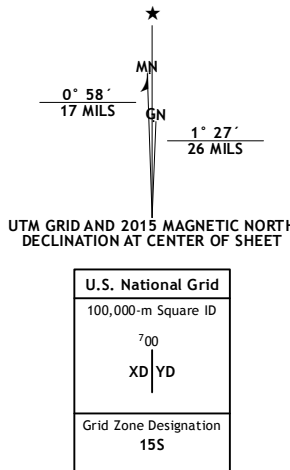 MN
GN
0° 58´
17 MILS
1° 27´
26 MILS
UTM GRID AND 2015 MAGNETIC NORTH
DECLINATION AT CENTER OF SHEET
U.S. National Grid
100,000-m Square ID
700
XD YD
Grid Zone Designation
15S